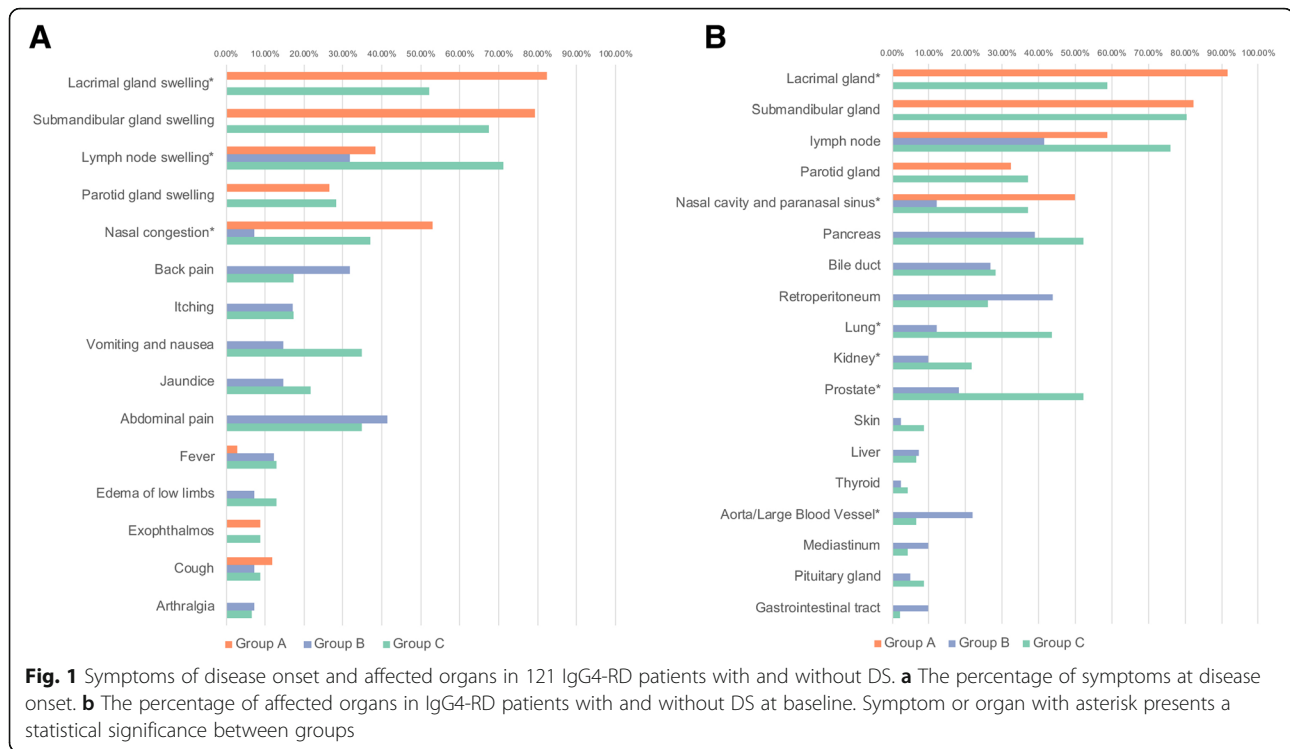 A
0.00% 10.00% 20.00% 30.00% 40.00% 50.00% 60.00% 70.00% 80.00% 90.00% 100.00%
Lacrimal gland swelling*
Submandibular gland swelling
Lymph node swelling*
Parotid gland swelling
Nasal congestion*
Back pain
Itching
Vomiting and nausea
Jaundice
Abdominal pain
Fever
Edema of low limbs
Exophthalmos
Cough
Arthralgia
Group A Group B Group C
B
0.00% 10.00% 20.00% 30.00% 40.00% 50.00% 60.00% 70.00% 80.00% 90.00% 100.00%
Lacrimal gland*
Submandibular gland
lymph node
Parotid gland
Nasal cavity and paranasal sinus*
Pancreas
Bile duct
Retroperitoneum
Lung*
Kidney*
Prostate*
Skin
Liver
Thyroid
Aorta/Large Blood Vessel*
Mediastinum
Pituitary gland
Gastrointestinal tract
Group A Group B Group C
Fig. 1 Symptoms of disease onset and affected organs in 121 IgG4-RD patients with and without DS. a The percentage of symptoms at disease
onset. b The percentage of affected organs in IgG4-RD patients with and without DS at baseline. Symptom or organ with asterisk presents a
statistical significance between groups